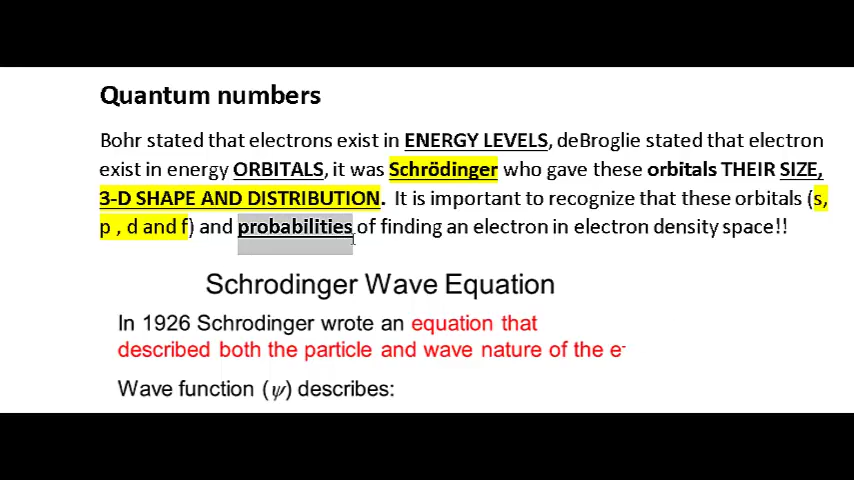 Quantum numbers
Bohr stated that electrons exist in ENERGY LEVELS, deBroglie stated that electron
exist in energy ORBITALS, it was Schrödinger who gave these orbitals THEIR SIZE,
3-D SHAPE AND DISTRIBUTION. It is important to recognize that these orbitals (s,
p , d and f) and probabilities of finding an electron in electron density space!!
Schrodinger Wave Equation
In 1926 Schrodinger wrote an equation that
described both the particle and wave nature of the e-
Wave function (ψ) describes: